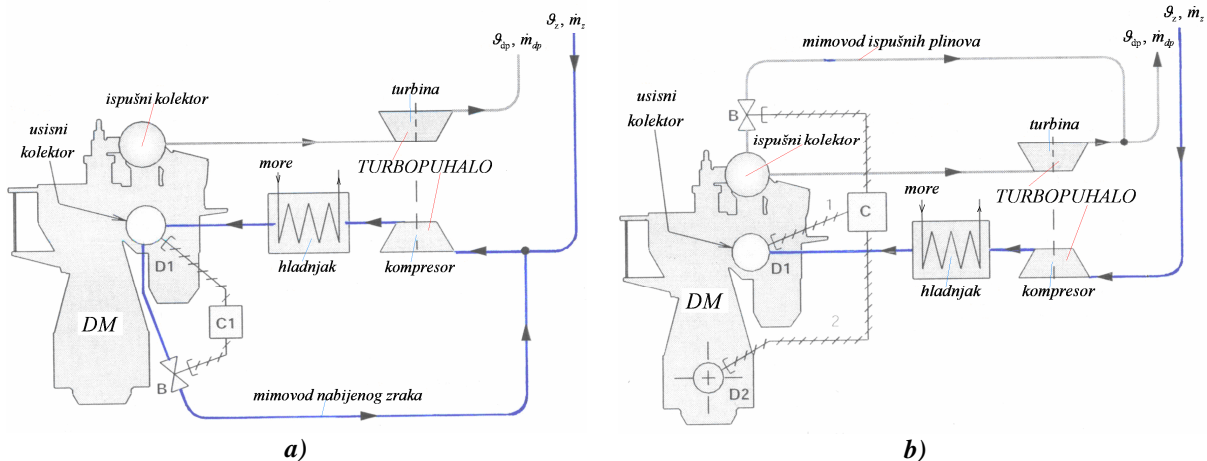 ϑz, ṁz
ϑdp, ṁdp
turbina
ispušni kolektor
usisni
kolektor
more
TURBOPUHALO
D1
hladnjak
kompresor
C1
DM
B
mimovod nabijenog zraka
a)
ϑz, ṁz
ϑdp, ṁdp
mimovod ispušnih plinova
B
usisni
kolektor
ispušni kolektor
turbina
more
TURBOPUHALO
1
C
D1
hladnjak
kompresor
DM
2
D2
b)